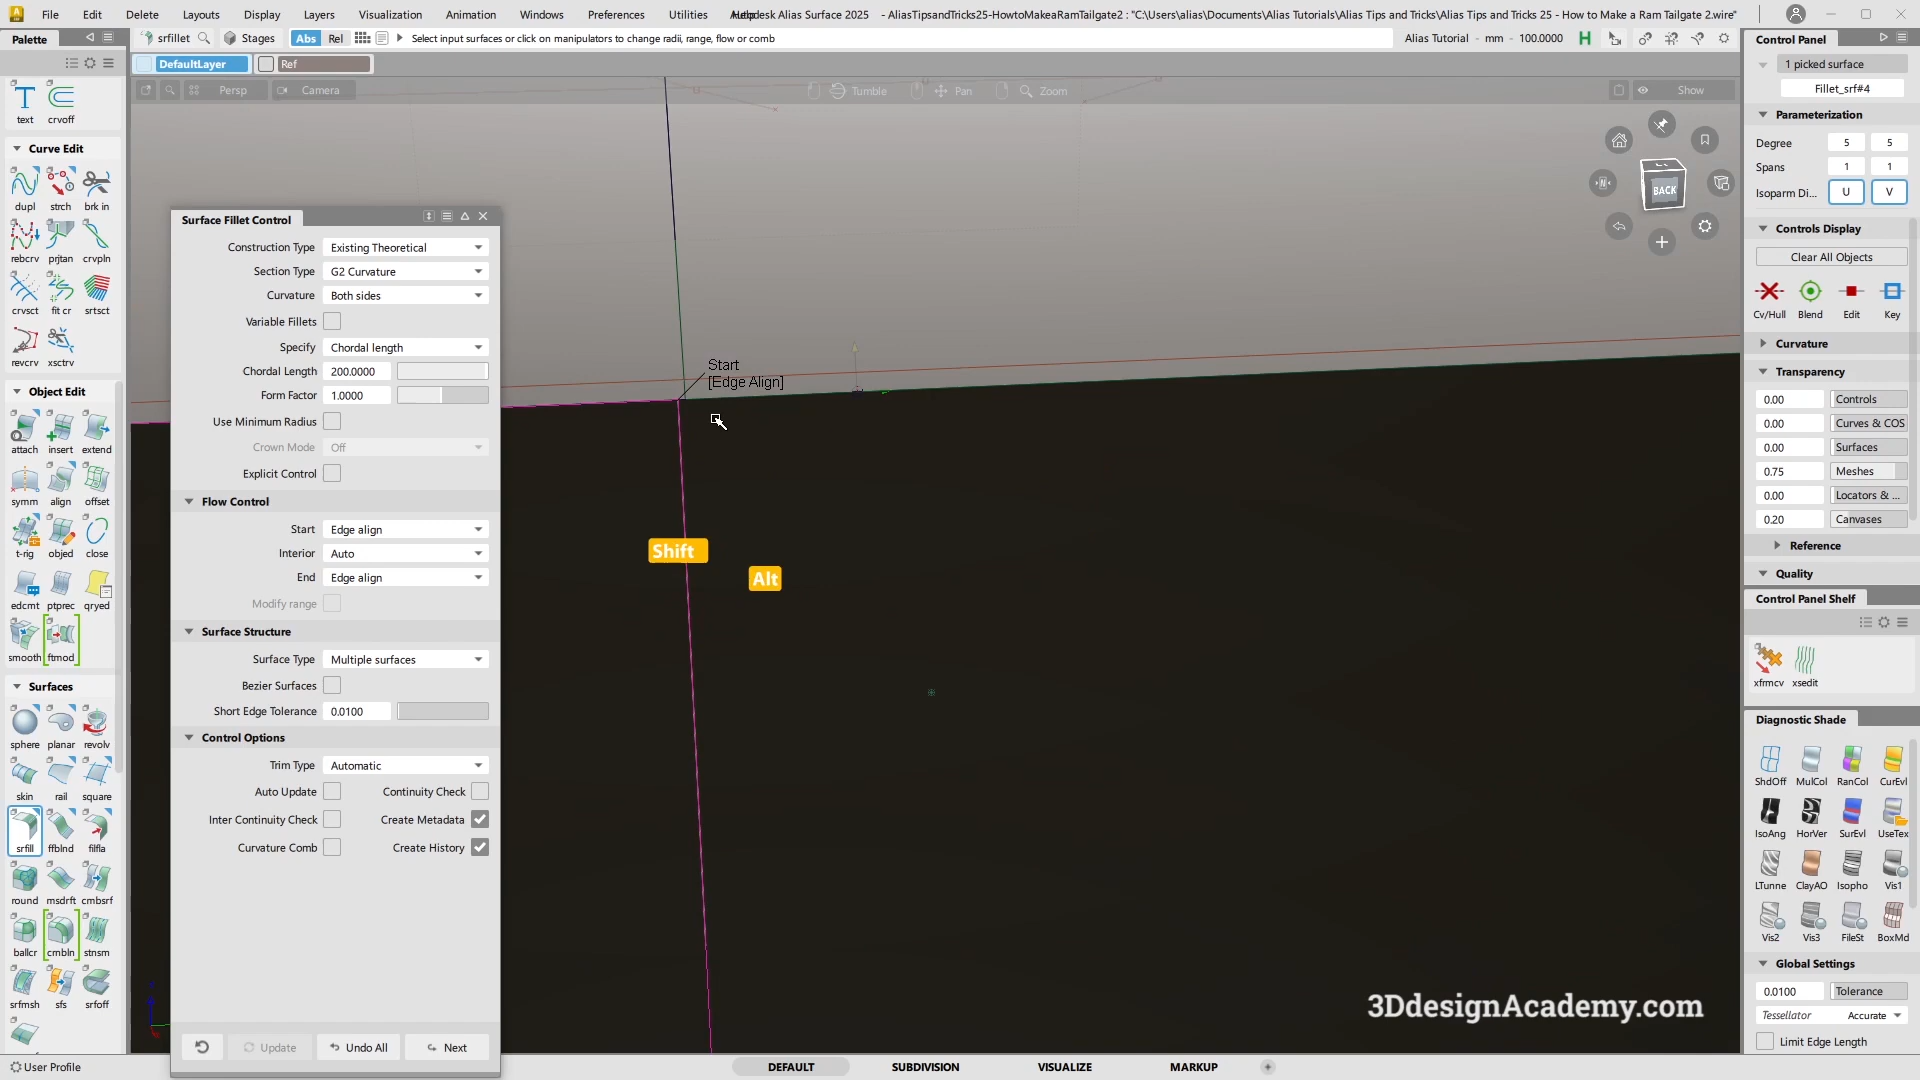 File Edit Delete Layouts Display Layers Visualization Animation Windows Preferences Utilities
Autodesk Alias Surface 2025 - AliasTipsandTricks25-HowtoMakeaRamTailgate2 : "C:\Users\alias\Documents\Alias Tutorials\Alias Tips and Tricks\Alias Tips and Tricks 25 - How to Make a Ram Tailgate 2.wire"
Palette
srfillet Stages Abs Rel Select input surfaces or click on manipulators to change radii, range, flow or comb Alias Tutorial - mm - 100.0000
DefaultLayer Ref
Persp Camera Tumble Pan Zoom Show
text crvoff
Curve Edit
dupl strch brk in
rebcrv prjtan crvpln
crvsct fit cr srtsct
revcrv xsctrv
Object Edit
attach insert extend
symm align offset
t-rig objed close
edcmt ptprec qryed
smooth ftmod
Surfaces
sphere planar revolv
skin rail square
srfill ffblnd filfla
round msdrft cmbsrf
ballcr cmbln stnsm
srfmsh sfs srfoff
User Profile
Surface Fillet Control
Construction Type Existing Theoretical
Section Type G2 Curvature
Curvature Both sides
Variable Fillets
Specify Chordal length
Chordal Length 200.0000
Form Factor 1.0000
Use Minimum Radius
Crown Mode Off
Explicit Control
Flow Control
Start Edge align
Interior Auto
End Edge align
Modify range
Surface Structure
Surface Type Multiple surfaces
Bezier Surfaces
Short Edge Tolerance 0.0100
Control Options
Trim Type Automatic
Auto Update Continuity Check
Inter Continuity Check Create Metadata
Curvature Comb Create History
Update Undo All Next
Start
[Edge Align]
Shift
Alt
BACK
3DdesignAcademy.com
DEFAULT SUBDIVISION VISUALIZE MARKUP
Control Panel
1 picked surface
Fillet_srf#4
Parameterization
Degree 5 5
Spans 1 1
Isoparm Di... U V
Controls Display
Clear All Objects
Cv/Hull Blend Edit Key
Curvature
Transparency
0.00 Controls
0.00 Curves & COS
0.00 Surfaces
0.75 Meshes
0.00 Locators & ...
0.20 Canvases
Reference
Quality
Control Panel Shelf
xfrmcv xsedit
Diagnostic Shade
ShdOff MulCol RanCol CurEvl
IsoAng HorVer SurEvl UseTex
LTunne ClayAO Isopho Vis1
Vis2 Vis3 FileSt BoxMd
Global Settings
0.0100 Tolerance
Tessellator Accurate
Limit Edge Length